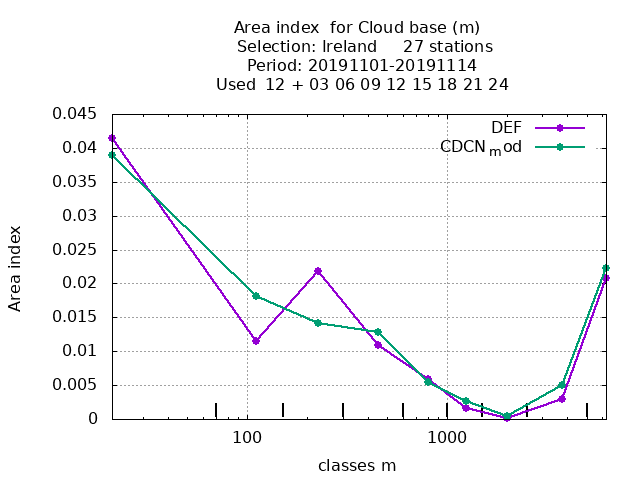 Area index  for Cloud base (m)
Selection: Ireland     27 stations
Period: 20191101-20191114
Used  12 + 03 06 09 12 15 18 21 24
DEF
CDCNmod
0.045
0.04
0.035
0.03
0.025
0.02
0.015
0.01
0.005
0
Area index
100 1000
classes m